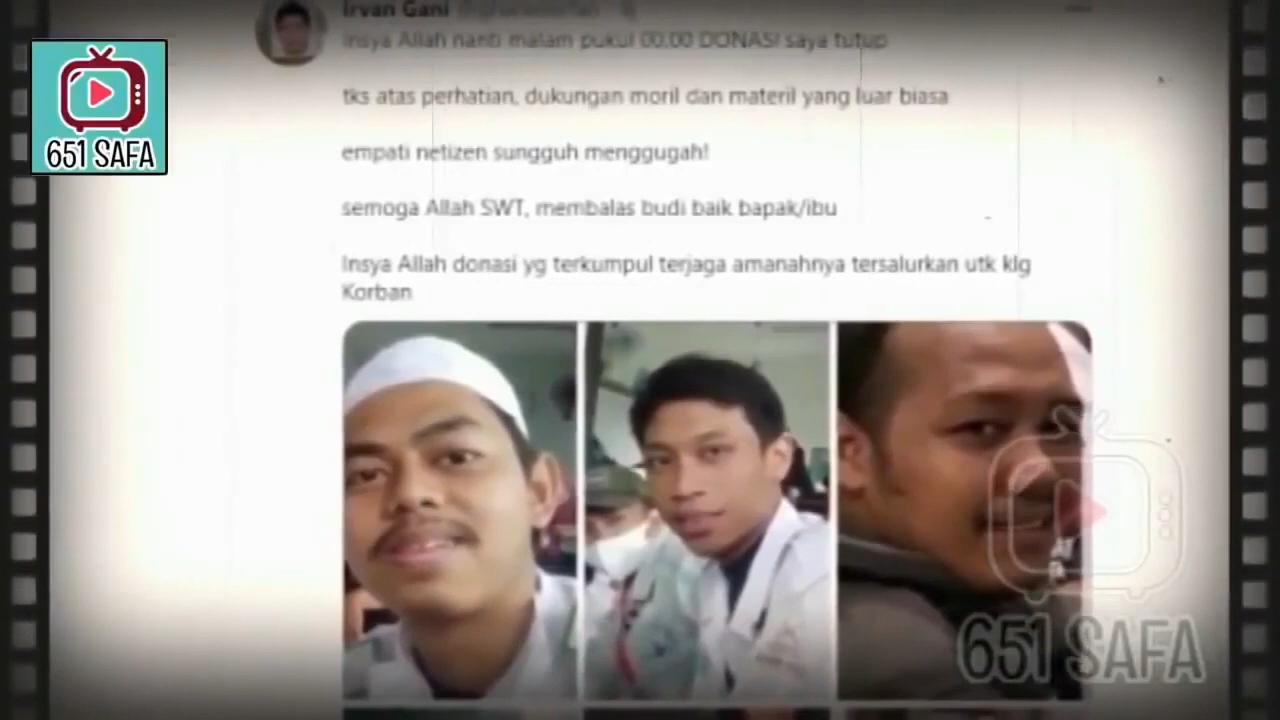 Irvan Gani
Insya Allah nanti malam pukul 00.00 DONASI saya tutup
651 SAFA
tks atas perhatian, dukungan moril dan materil yang luar biasa
empati netizen sungguh menggugah!
semoga Allah SWT, membalas budi baik bapak/ibu
Insya Allah donasi yg terkumpul terjaga amanahnya tersalurkan utk klg
Korban
651 SAFA